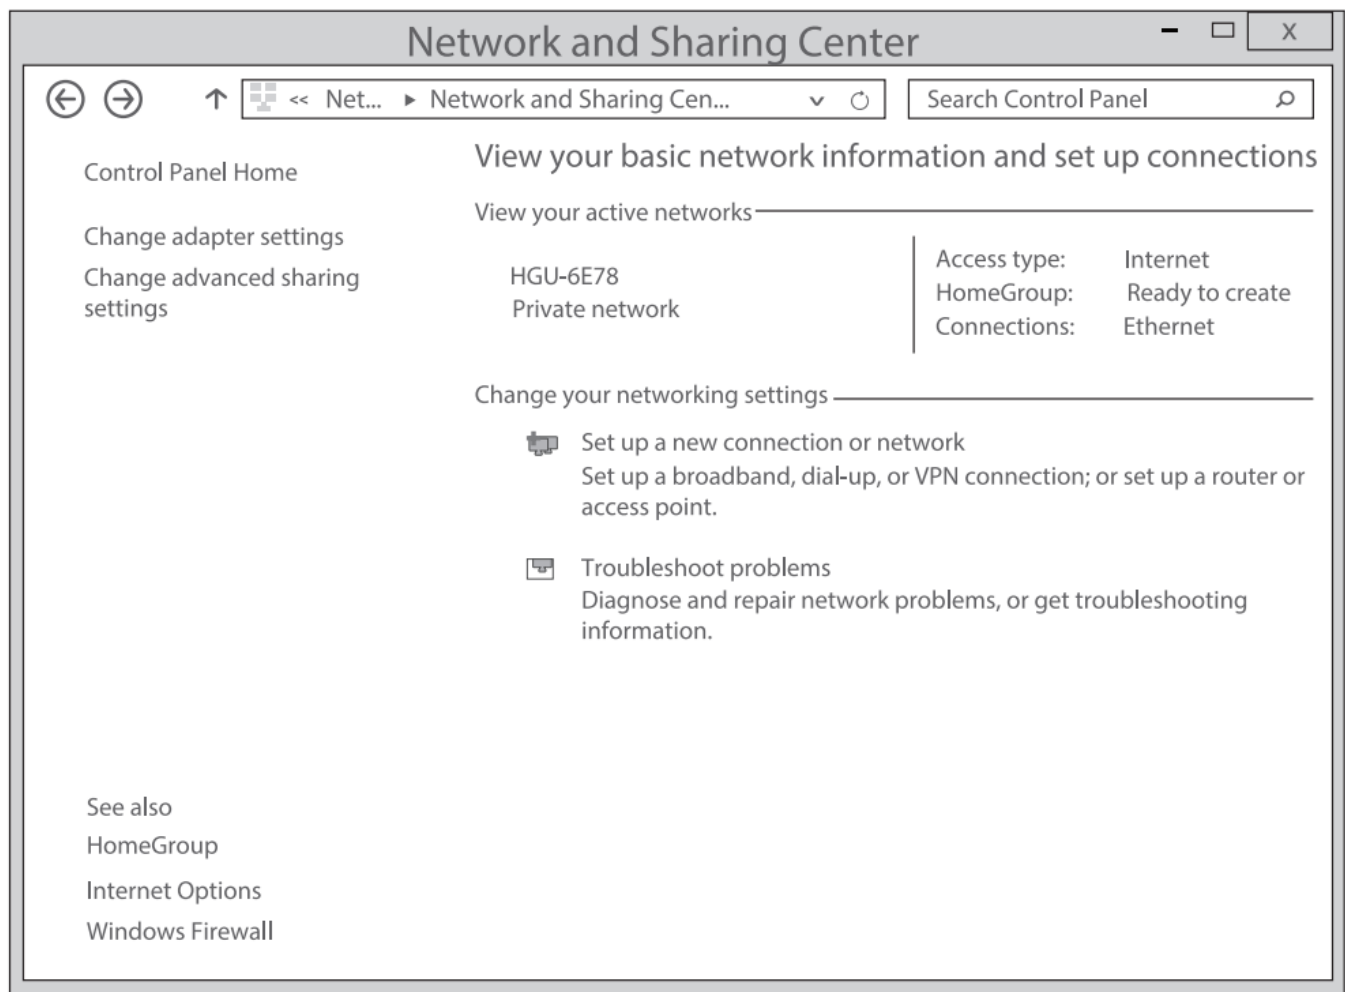 Network and Sharing Center
X
<< Net... ▸ Network and Sharing Cen...
Search Control Panel
Control Panel Home
Change adapter settings
Change advanced sharing
settings
View your basic network information and set up connections
View your active networks
HGU-6E78
Private network
Access type: Internet
HomeGroup: Ready to create
Connections: Ethernet
Change your networking settings
Set up a new connection or network
Set up a broadband, dial-up, or VPN connection; or set up a router or
access point.
Troubleshoot problems
Diagnose and repair network problems, or get troubleshooting
information.
See also
HomeGroup
Internet Options
Windows Firewall